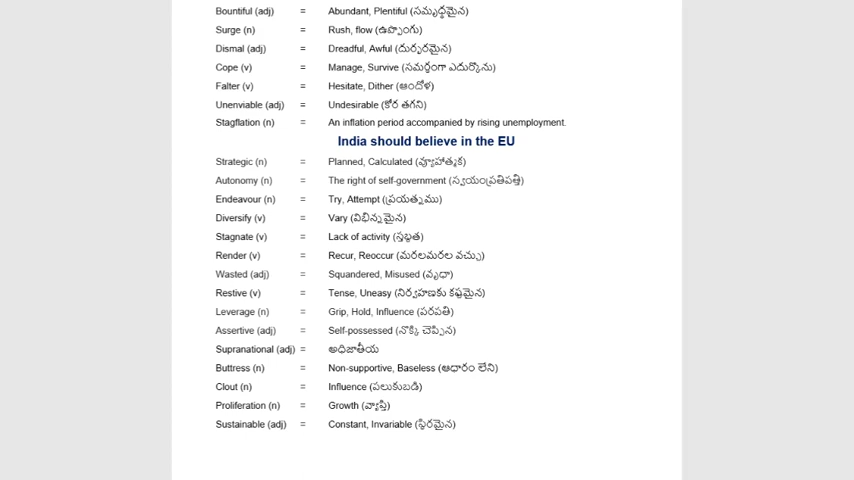 Bountiful (adj) = Abundant, Plentiful (సమృద్ధమైన)
Surge (n) = Rush, flow (ఉప్పొంగు)
Dismal (adj) = Dreadful, Awful (దుర్భరమైన)
Cope (v) = Manage, Survive (సమర్థంగా ఎదుర్కొను)
Falter (v) = Hesitate, Dither (ఆందోళ)
Unenviable (adj) = Undesirable (కోర తగని)
Stagflation (n) = An inflation period accompanied by rising unemployment.
India should believe in the EU
Strategic (n) = Planned, Calculated (వ్యూహాత్మక)
Autonomy (n) = The right of self-government (స్వయంప్రతిపత్తి)
Endeavour (n) = Try, Attempt (ప్రయత్నము)
Diversify (v) = Vary (విభిన్నమైన)
Stagnate (v) = Lack of activity (స్తబ్ధత)
Render (v) = Recur, Reoccur (మరలమరల వచ్చు)
Wasted (adj) = Squandered, Misused (వృధా)
Restive (v) = Tense, Uneasy (నిర్వహణకు కష్టమైన)
Leverage (n) = Grip, Hold, Influence (పరపతి)
Assertive (adj) = Self-possessed (నొక్కి చెప్పిన)
Supranational (adj) = అధిజాతీయ
Buttress (n) = Non-supportive, Baseless (ఆధారం లేని)
Clout (n) = Influence (పలుకుబడి)
Proliferation (n) = Growth (వ్యాప్తి)
Sustainable (adj) = Constant, Invariable (స్థిరమైన)